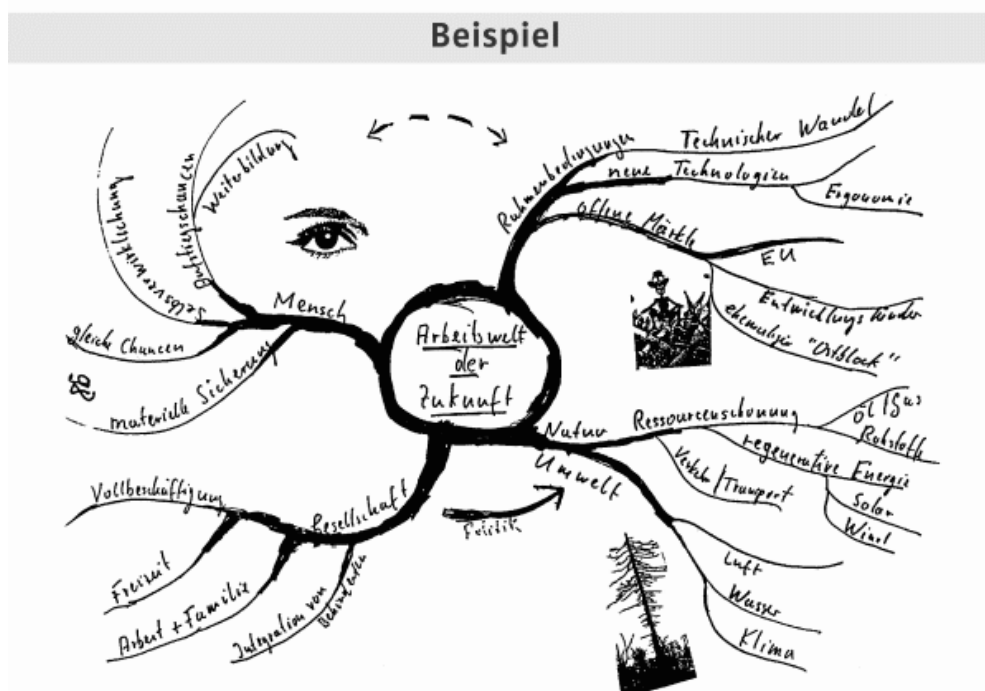 Beispiel
Arbeitswelt
der
Zukunft
Mensch
Weiterbildung
Aufstiegschancen
gleiche Chancen
materielle Sicherung
Rahmenbedingungen
Technischer Wandel
neue Technologien
Ergonomie
offene Märkte
EU
Entwicklungsländer
ehemaliger "Ostblock"
Natur
Umwelt
Ressourcenschonung
Öl/Gas
Rohstoffe
regenerative Energie
Solar
Wind
Verkehr/Transport
Luft
Wasser
Klima
Gesellschaft
Vollbeschäftigung
Freizeit
Arbeit + Familie
Integration von
Behinderten